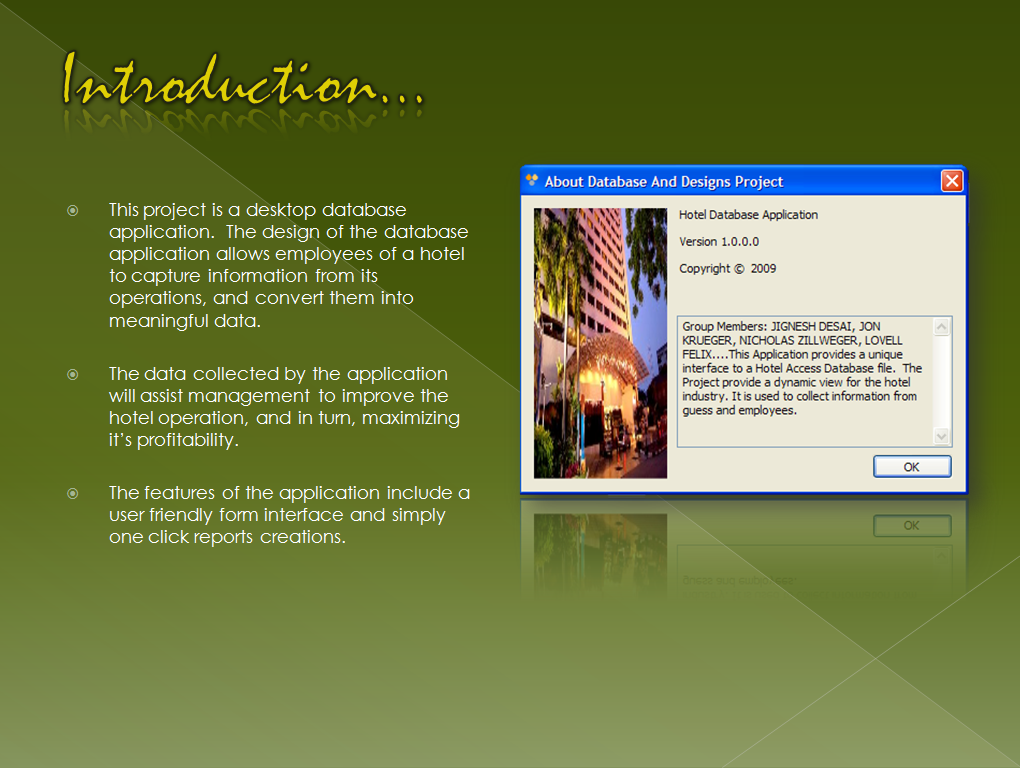 Introduction...
This project is a desktop database
application.  The design of the database
application allows employees of a hotel
to capture information from its
operations, and convert them into
meaningful data.
The data collected by the application
will assist management to improve the
hotel operation, and in turn, maximizing
it's profitability.
The features of the application include a
user friendly form interface and simply
one click reports creations.
About Database And Designs Project
Hotel Database Application
Version 1.0.0.0
Copyright ©  2009
Group Members: JIGNESH DESAI, JON
KRUEGER, NICHOLAS ZILLWEGER, LOVELL
FELIX....This Application provides a unique
interface to a Hotel Access Database file.  The
Project provide a dynamic view for the hotel
industry. It is used to collect information from
guess and employees.
OK